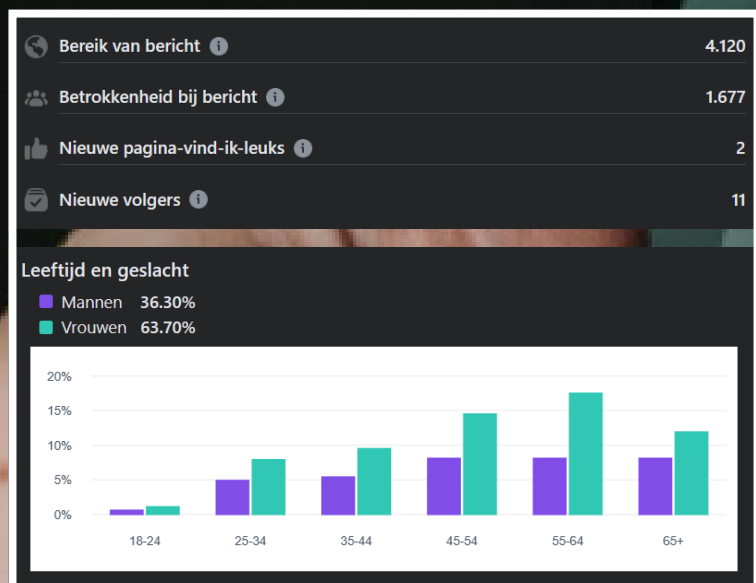 Bereik van bericht 4.120
Betrokkenheid bij bericht 1.677
Nieuwe pagina-vind-ik-leuks 2
Nieuwe volgers 11
Leeftijd en geslacht
Mannen 36.30%
Vrouwen 63.70%
20%
15%
10%
5%
0%
18-24 25-34 35-44 45-54 55-64 65+